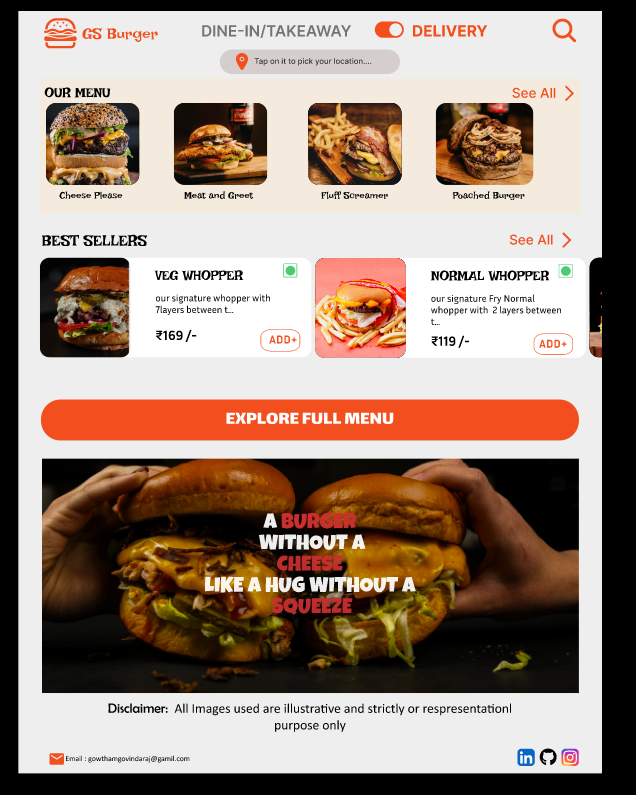 GS Burger
DINE-IN/TAKEAWAY
DELIVERY
Tap on it to pick your location....
OUR MENU
See All
Cheese Please
Meat and Greet
Fluff Screamer
Poached Burger
BEST SELLERS
See All
VEG WHOPPER
our signature whopper with
7layers between t...
₹169 /-
ADD+
NORMAL WHOPPER
our signature Fry Normal
whopper with 2 layers between
t...
₹119 /-
ADD+
EXPLORE FULL MENU
A BURGER
WITHOUT A
CHEESE
LIKE A HUG WITHOUT A
SQUEEZE
Disclaimer: All Images used are illustrative and strictly or respresentationl
purpose only
Email : gowthamgovindaraj@gamil.com
in